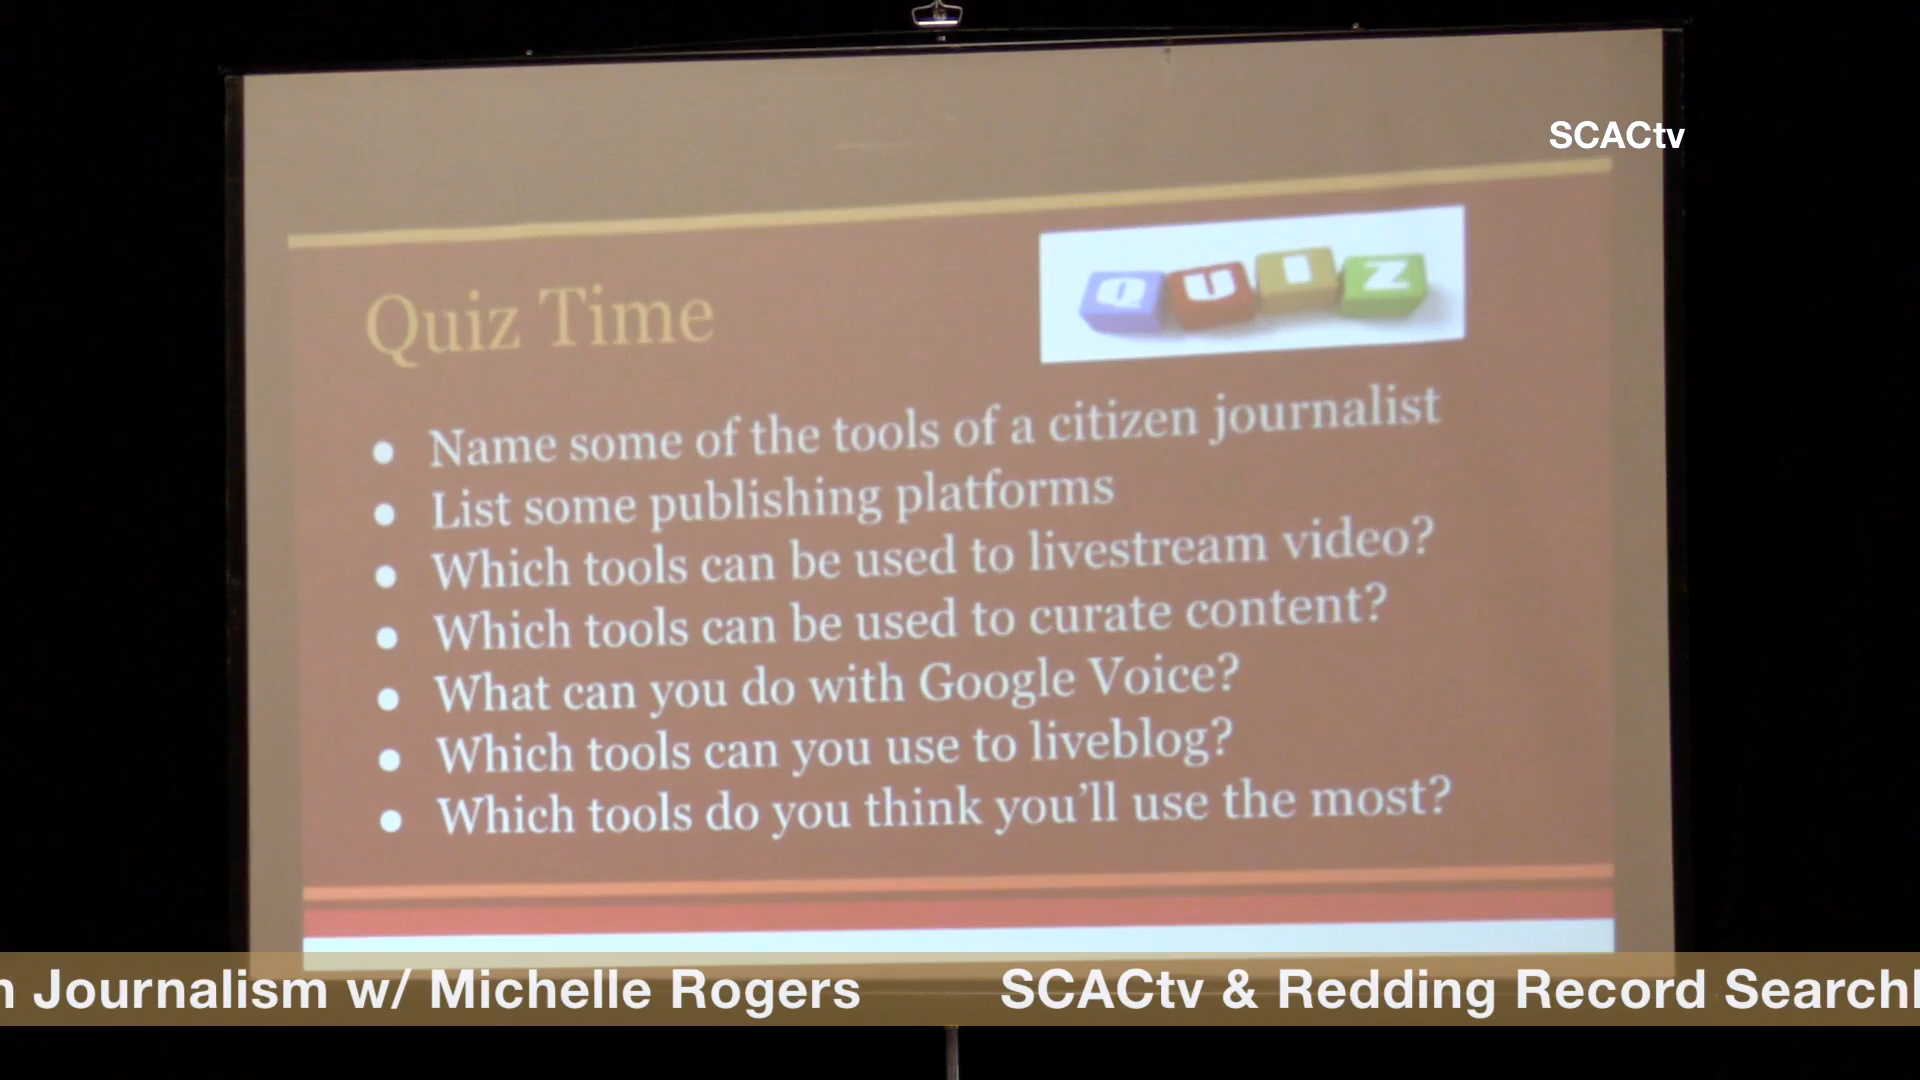 SCACtv
QUIZ
Quiz Time
Name some of the tools of a citizen journalist
List some publishing platforms
Which tools can be used to livestream video?
Which tools can be used to curate content?
What can you do with Google Voice?
Which tools can you use to liveblog?
Which tools do you think you'll use the most?
n Journalism w/ Michelle Rogers SCACtv & Redding Record Searchl